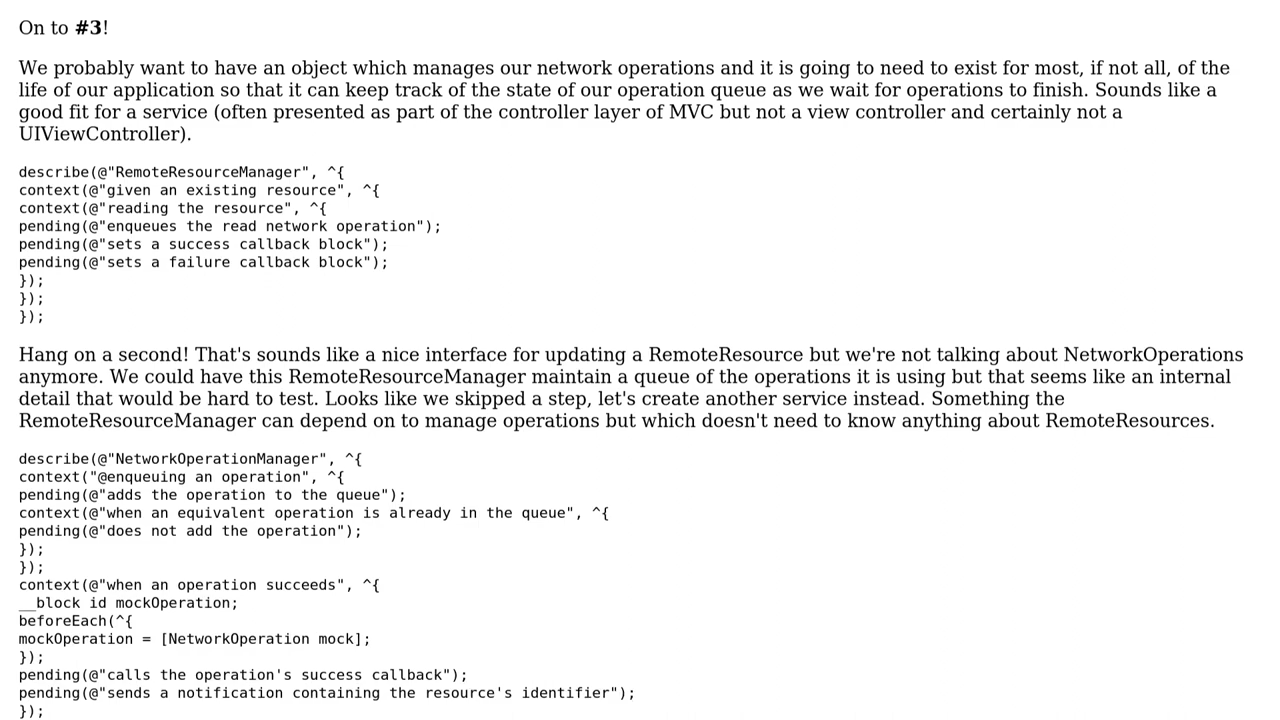 On to #3!
We probably want to have an object which manages our network operations and it is going to need to exist for most, if not all, of the
life of our application so that it can keep track of the state of our operation queue as we wait for operations to finish. Sounds like a
good fit for a service (often presented as part of the controller layer of MVC but not a view controller and certainly not a
UIViewController).
describe(@"RemoteResourceManager", ^{
context(@"given an existing resource", ^{
context(@"reading the resource", ^{
pending(@"enqueues the read network operation");
pending(@"sets a success callback block");
pending(@"sets a failure callback block");
});
});
});
Hang on a second! That's sounds like a nice interface for updating a RemoteResource but we're not talking about NetworkOperations
anymore. We could have this RemoteResourceManager maintain a queue of the operations it is using but that seems like an internal
detail that would be hard to test. Looks like we skipped a step, let's create another service instead. Something the
RemoteResourceManager can depend on to manage operations but which doesn't need to know anything about RemoteResources.
describe(@"NetworkOperationManager", ^{
context("@enqueuing an operation", ^{
pending(@"adds the operation to the queue");
context(@"when an equivalent operation is already in the queue", ^{
pending(@"does not add the operation");
});
});
context(@"when an operation succeeds", ^{
__block id mockOperation;
beforeEach(^{
mockOperation = [NetworkOperation mock];
});
pending(@"calls the operation's success callback");
pending(@"sends a notification containing the resource's identifier");
});